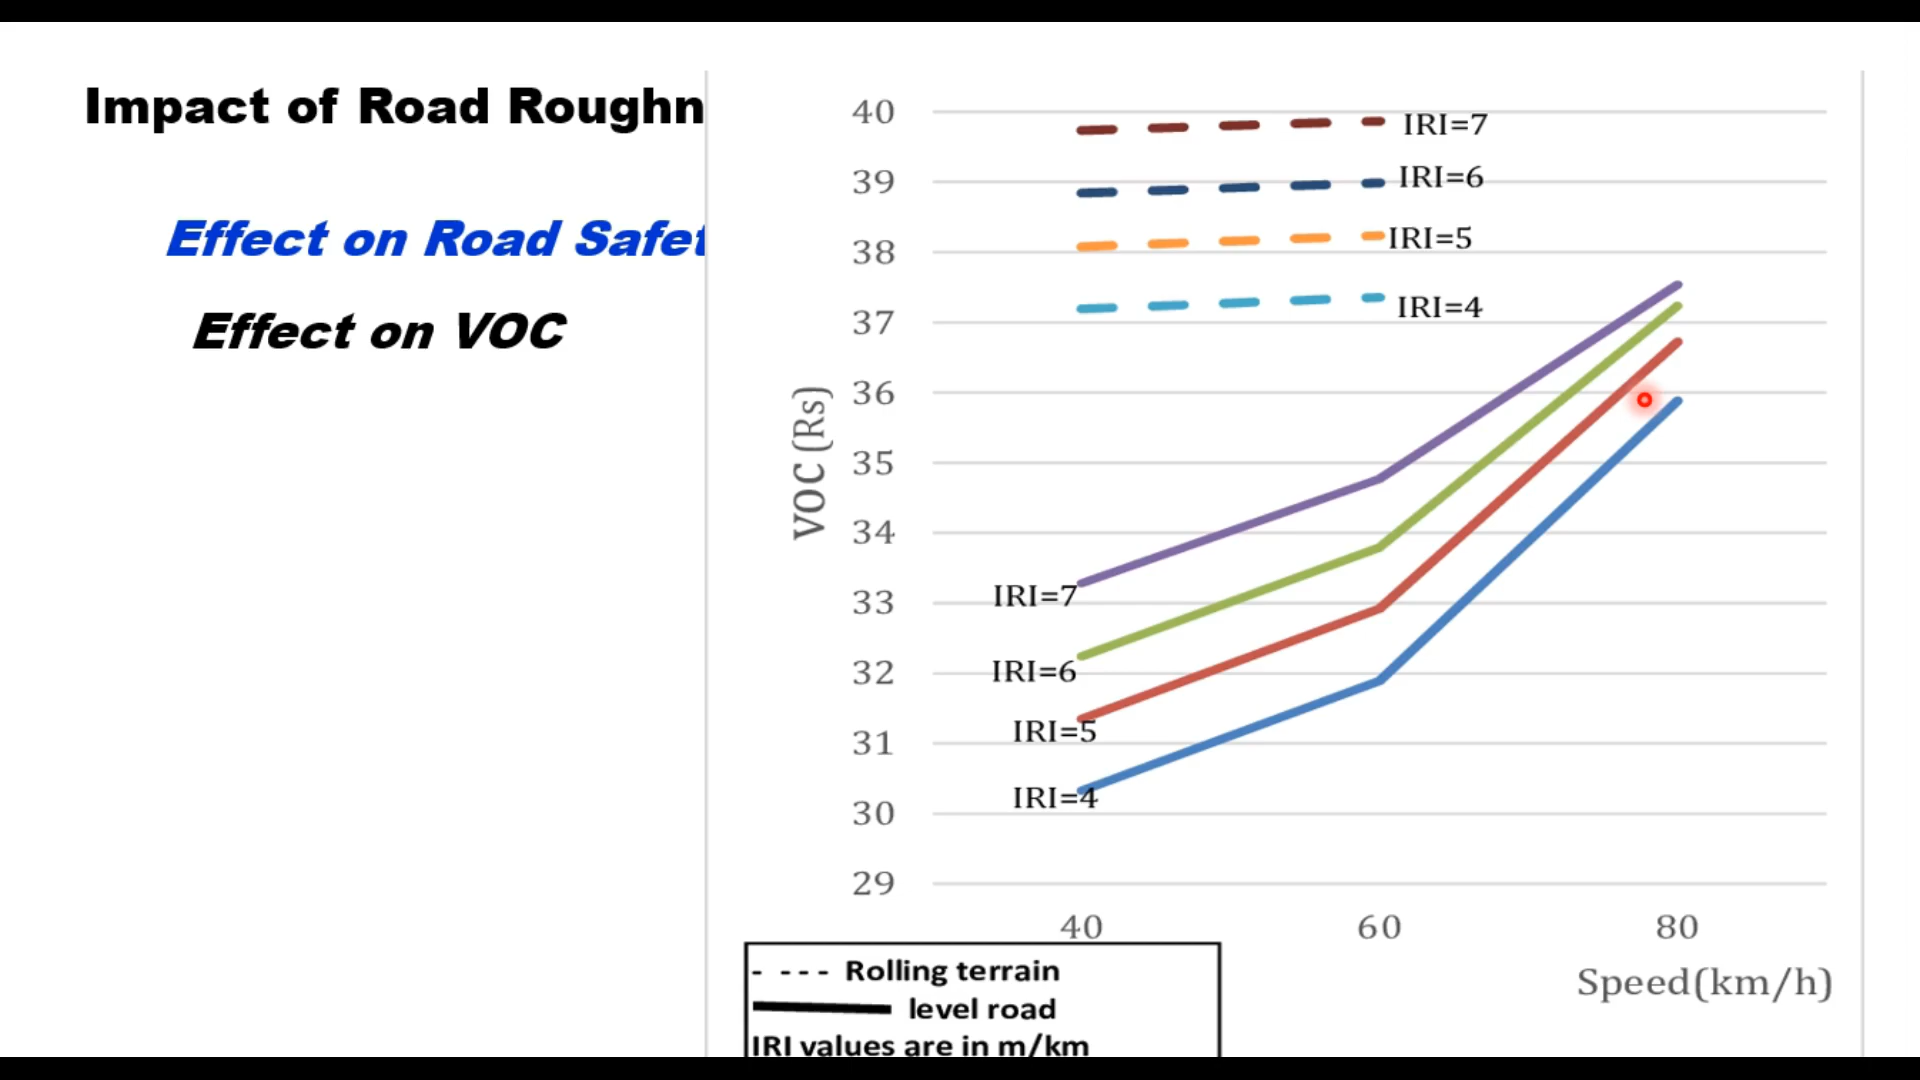 Impact of Road Roughn
Effect on Road Safet
Effect on VOC
VOC (Rs)
40
39
38
37
36
35
34
33
32
31
30
29
IRI=7
IRI=6
IRI=5
IRI=4
IRI=7
IRI=6
IRI=5
IRI=4
40 60 80
Speed(km/h)
- --- Rolling terrain
level road
IRI values are in m/km